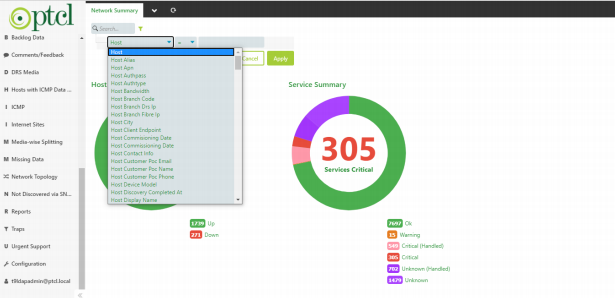 ptcl
Network Summary
Search...
B Backlog Data
Comments/Feedback
D DRS Media
H Hosts with ICMP Data ...
I ICMP
I Internet Sites
M Media-wise Splitting
M Missing Data
Network Topology
N Not Discovered via SN...
R Reports
T Traps
U Urgent Support
Configuration
t9ldapadmin@ptcl.local
Host
=
Cancel Apply
Host
Host Alias
Host Apn
Host Authpass
Host Authtype
Host Bandwidth
Host Branch Code
Host Branch Drs Ip
Host Branch Fibre Ip
Host City
Host Client Endpoint
Host Commisioning Date
Host Commissioning Date
Host Contact Info
Host Customer Poc Email
Host Customer Poc Name
Host Customer Poc Phone
Host Device Model
Host Discovery Completed At
Host Display Name
Host
1739 Up
271 Down
Service Summary
305
Services Critical
7692 Ok
15 Warning
549 Critical (Handled)
305 Critical
702 Unknown (Handled)
1479 Unknown